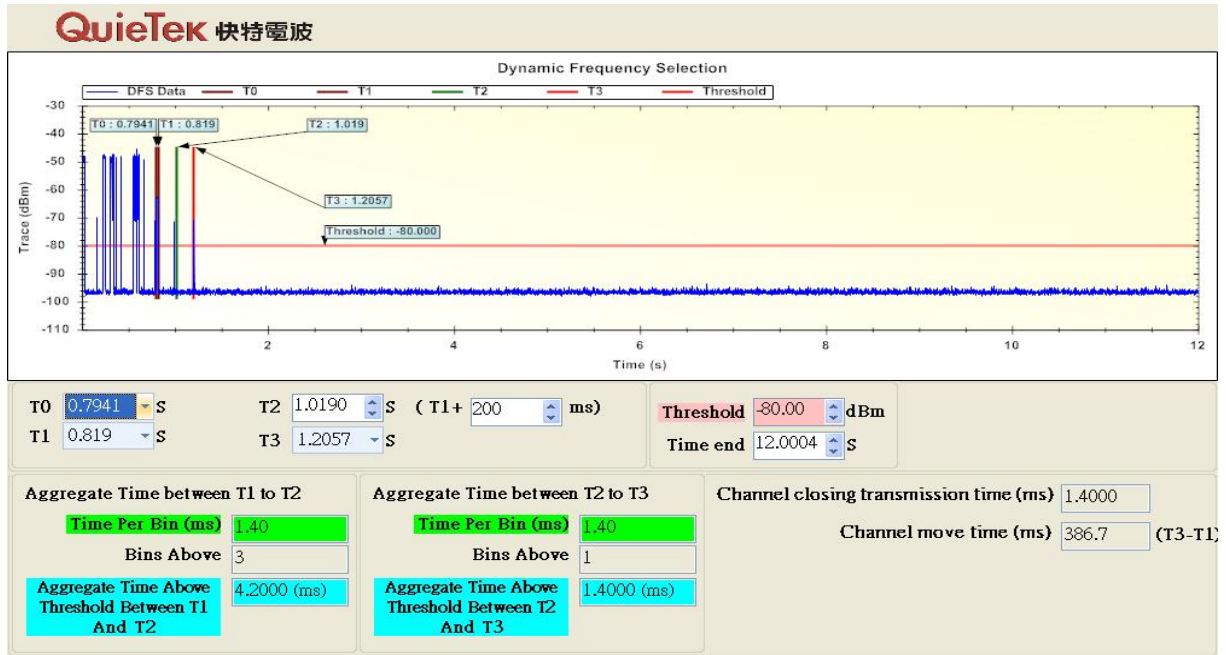 QuieTek 快特電波
Dynamic Frequency Selection
DFS Data T0 T1 T2 T3 Threshold
-30
-40
-50
-60
-70
-80
-90
-100
-110
Trace (dBm)
T0 : 0.7941 T1 : 0.819 T2 : 1.019
T3 : 1.2057
Threshold : -80.000
2 4 6 8 10 12
Time (s)
T0 0.7941 S T2 1.0190 S ( T1+ 200 ms) Threshold -80.00 dBm
T1 0.819 S T3 1.2057 S Time end 12.0004 S
Aggregate Time between T1 to T2
Time Per Bin (ms) 1.40
Bins Above 3
Aggregate Time Above 4.2000 (ms)
Threshold Between T1
And T2
Aggregate Time between T2 to T3
Time Per Bin (ms) 1.40
Bins Above 1
Aggregate Time Above 1.4000 (ms)
Threshold Between T2
And T3
Channel closing transmission time (ms) 1.4000
Channel move time (ms) 386.7 (T3-T1)